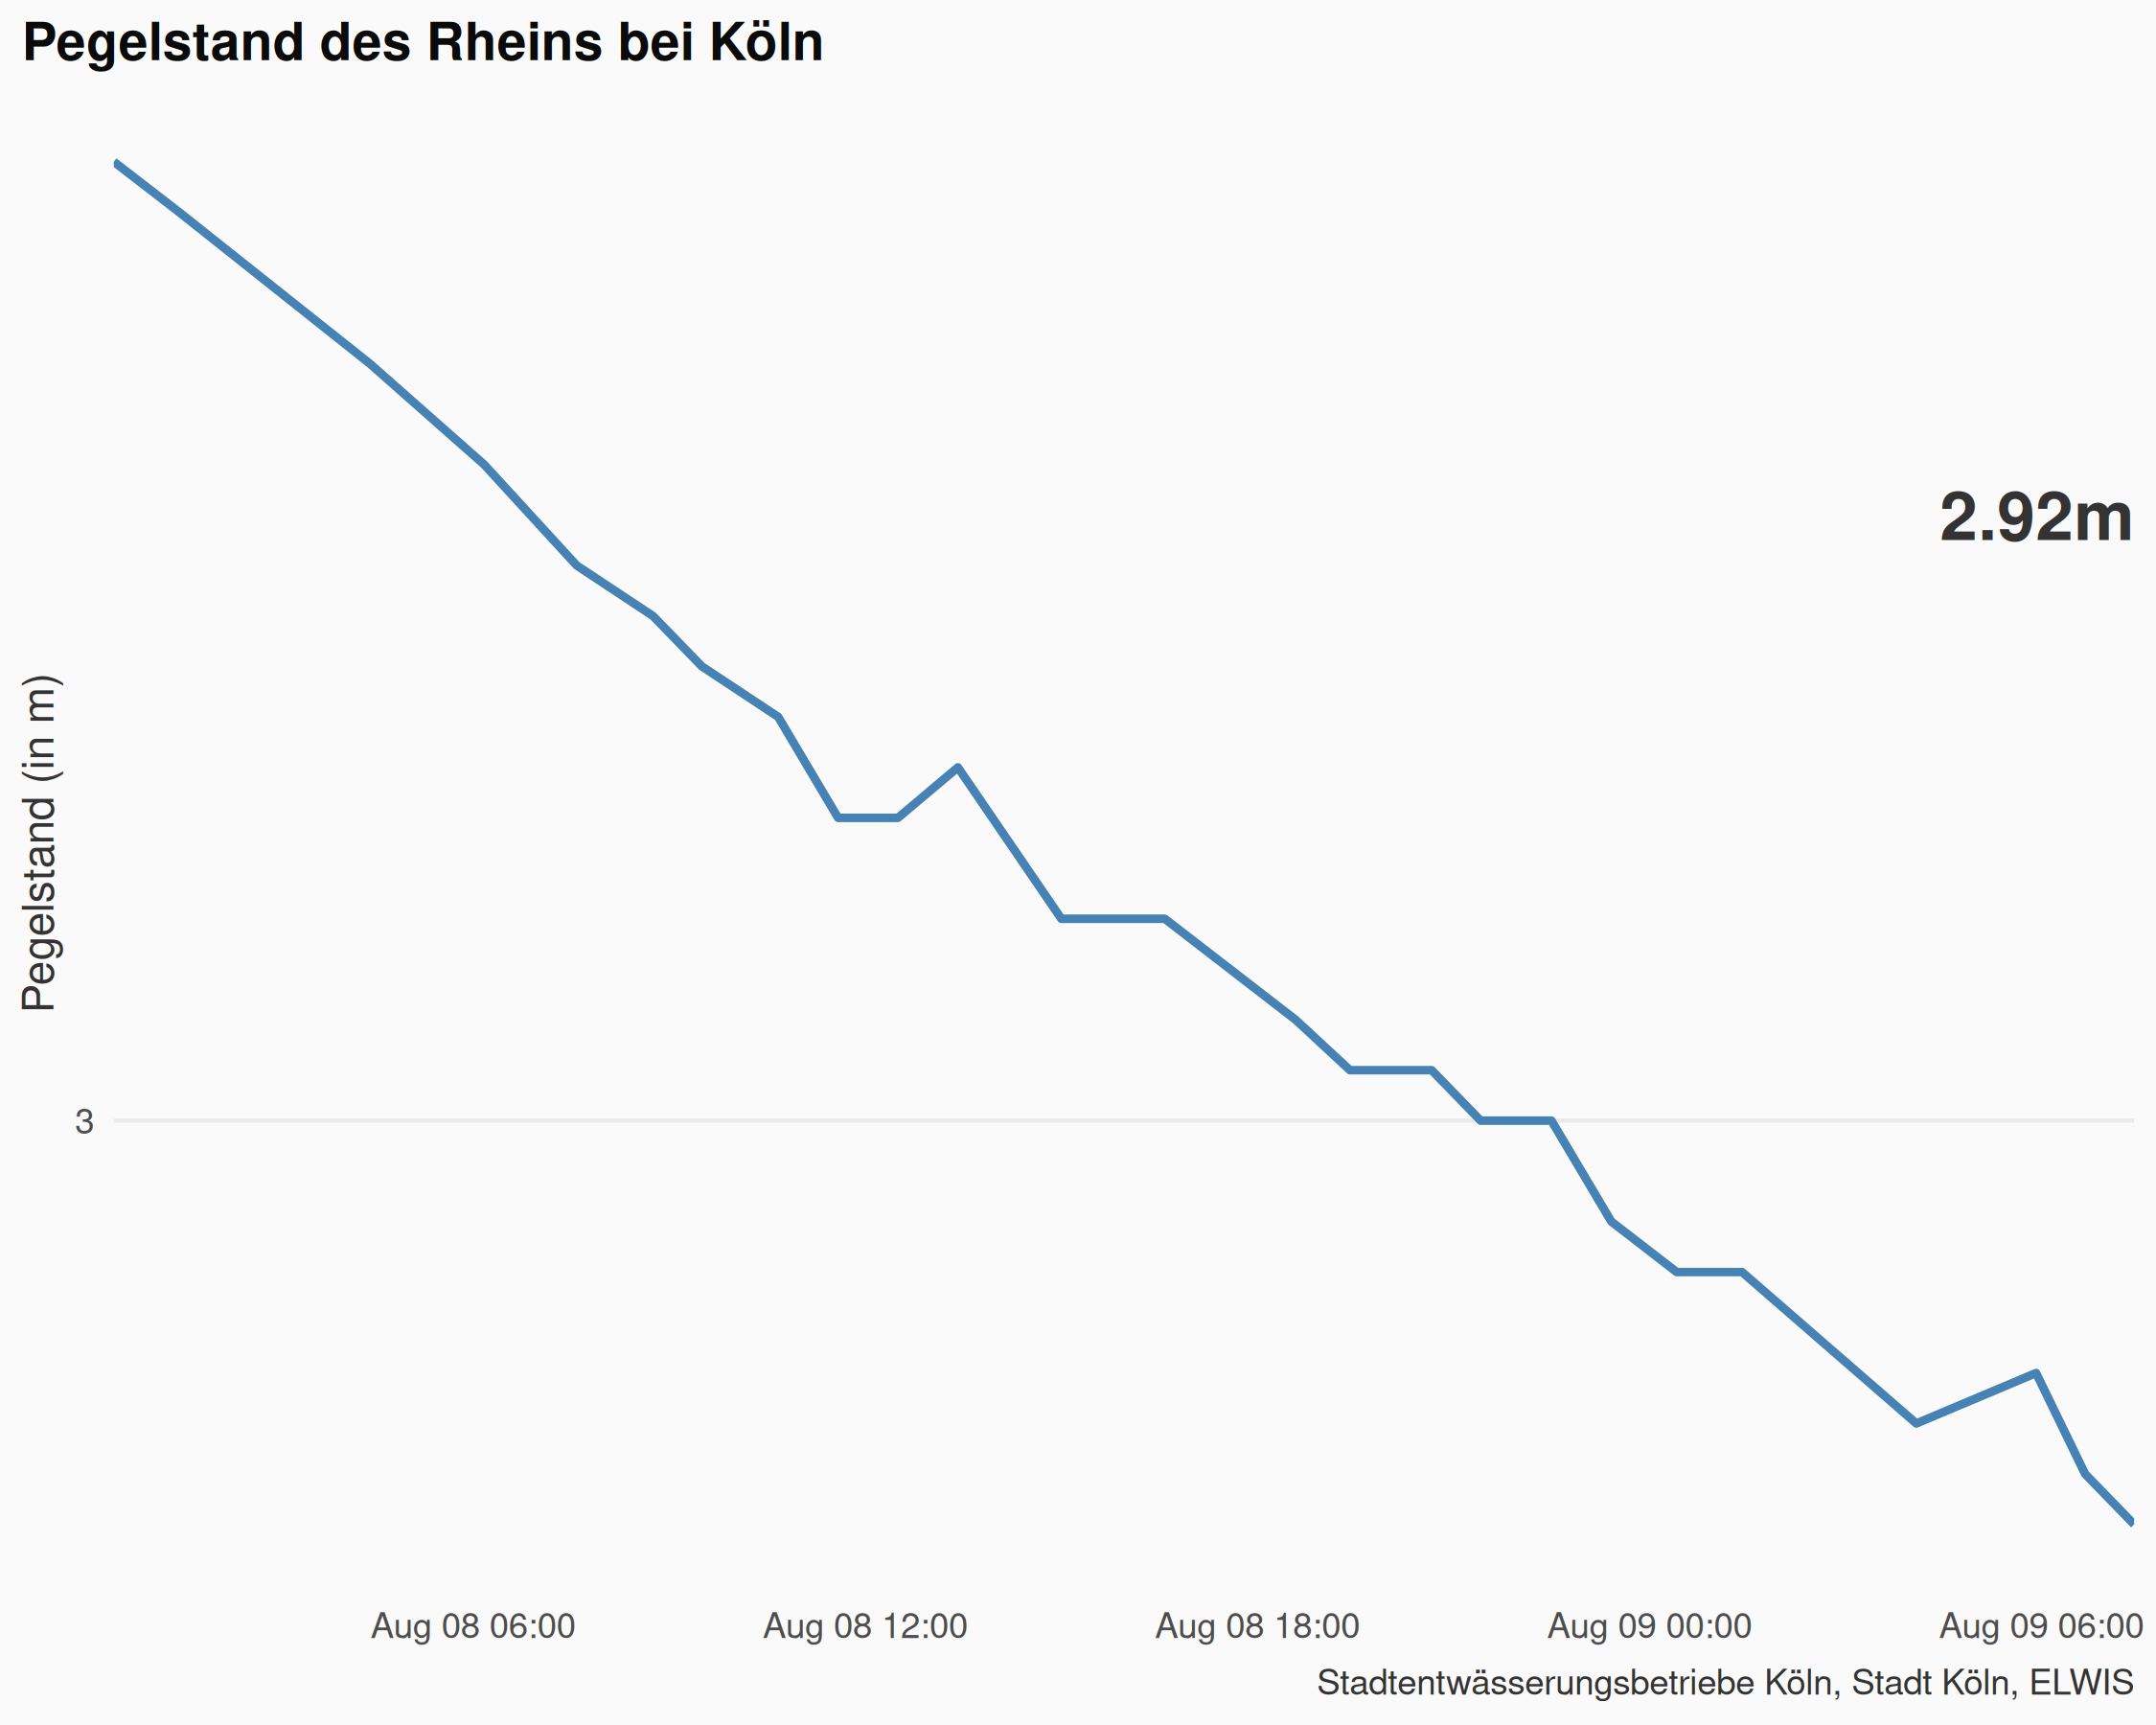 Pegelstand des Rheins bei Köln
2.92m
Pegelstand (in m)
3
Aug 08 06:00
Aug 08 12:00
Aug 08 18:00
Aug 09 00:00
Aug 09 06:00
Stadtentwässerungsbetriebe Köln, Stadt Köln, ELWIS